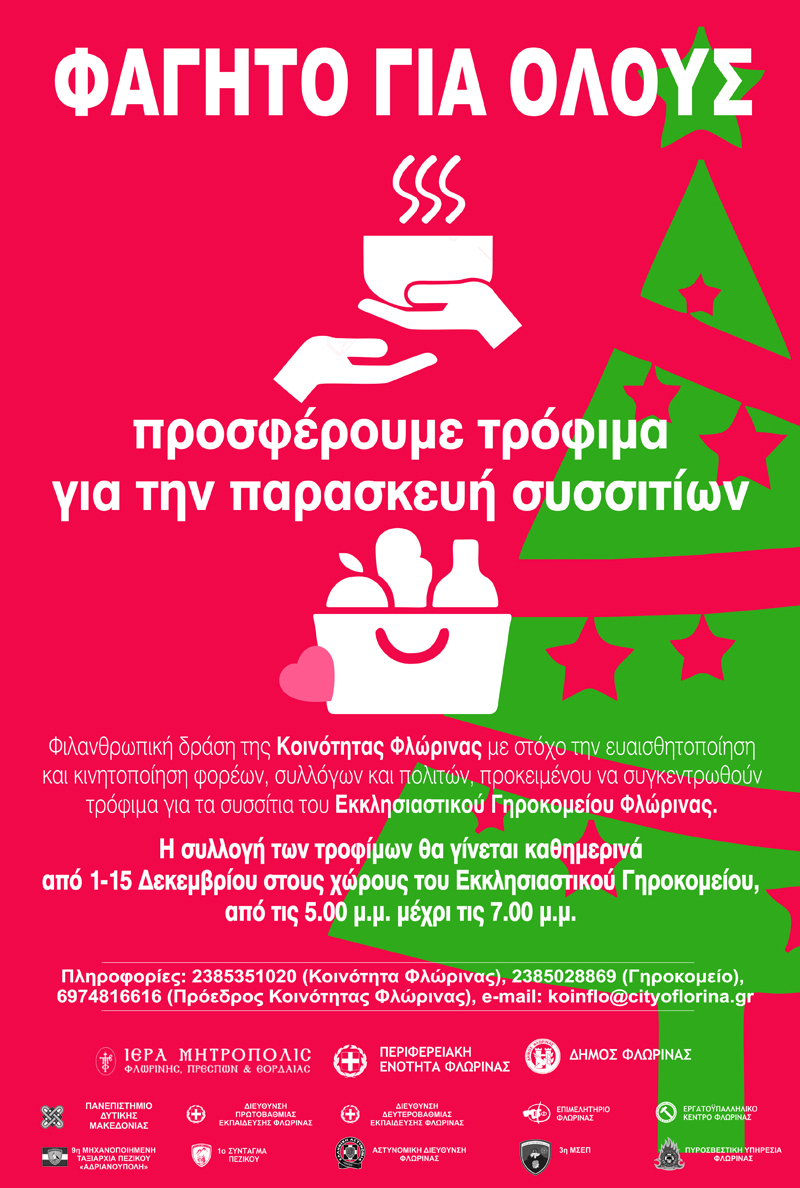 ΦΑΓΗΤΟ ΓΙΑ ΟΛΟΥΣ
προσφέρουμε τρόφιμα
για την παρασκευή συσσιτίων
Φιλανθρωπική δράση της Κοινότητας Φλώρινας με στόχο την ευαισθητοποίηση
και κινητοποίηση φορέων, συλλόγων και πολιτών, προκειμένου να συγκεντρωθούν
τρόφιμα για τα συσσίτια του Εκκλησιαστικού Γηροκομείου Φλώρινας.
Η συλλογή των τροφίμων θα γίνεται καθημερινά
από 1-15 Δεκεμβρίου στους χώρους του Εκκλησιαστικού Γηροκομείου,
από τις 5.00 μ.μ. μέχρι τις 7.00 μ.μ.
Πληροφορίες: 2385351020 (Κοινότητα Φλώρινας), 2385028869 (Γηροκομείο),
6974816616 (Πρόεδρος Κοινότητας Φλώρινας), e-mail: koinflo@cityoflorina.gr
ΙΕΡΑ ΜΗΤΡΟΠΟΛΙΣ
ΦΛΩΡΙΝΗΣ, ΠΡΕΣΠΩΝ & ΕΟΡΔΑΙΑΣ
ΠΕΡΙΦΕΡΕΙΑΚΗ
ΕΝΟΤΗΤΑ ΦΛΩΡΙΝΑΣ
ΔΗΜΟΣ ΦΛΩΡΙΝΑΣ
ΠΑΝΕΠΙΣΤΗΜΙΟ
ΔΥΤΙΚΗΣ
ΜΑΚΕΔΟΝΙΑΣ
ΔΙΕΥΘΥΝΣΗ
ΠΡΩΤΟΒΑΘΜΙΑΣ
ΕΚΠΑΙΔΕΥΣΗΣ ΦΛΩΡΙΝΑΣ
ΔΙΕΥΘΥΝΣΗ
ΔΕΥΤΕΡΟΒΑΘΜΙΑΣ
ΕΚΠΑΙΔΕΥΣΗΣ ΦΛΩΡΙΝΑΣ
ΕΠΙΜΕΛΗΤΗΡΙΟ
ΦΛΩΡΙΝΑΣ
ΕΡΓΑΤΟΫΠΑΛΛΗΛΙΚΟ
ΚΕΝΤΡΟ ΦΛΩΡΙΝΑΣ
9η ΜΗΧΑΝΟΠΟΙΗΜΕΝΗ
ΤΑΞΙΑΡΧΙΑ ΠΕΖΙΚΟΥ
«ΑΔΡΙΑΝΟΥΠΟΛΗ»
1ο ΣΥΝΤΑΓΜΑ
ΠΕΖΙΚΟΥ
ΑΣΤΥΝΟΜΙΚΗ ΔΙΕΥΘΥΝΣΗ
ΦΛΩΡΙΝΑΣ
3η ΜΣΕΠ
ΠΥΡΟΣΒΕΣΤΙΚΗ ΥΠΗΡΕΣΙΑ
ΦΛΩΡΙΝΑΣ